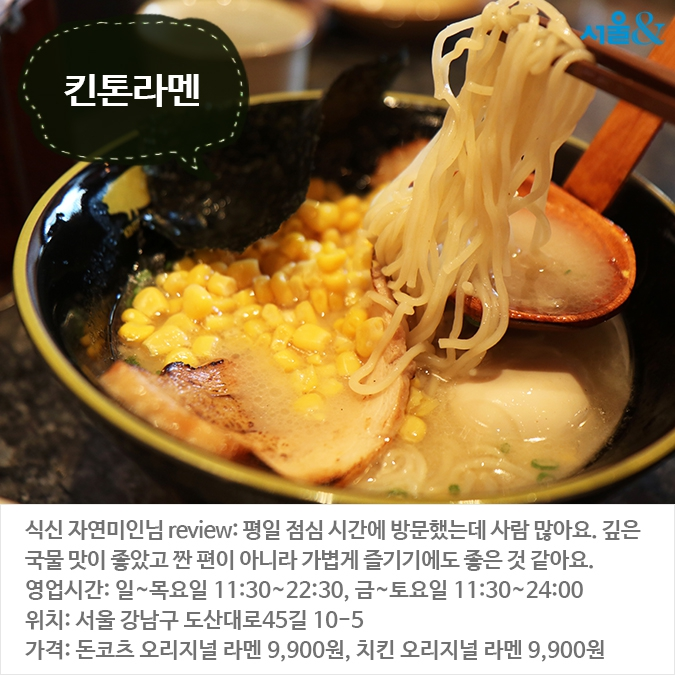 서울&
킨톤라멘
식신 자연미인님 review: 평일 점심 시간에 방문했는데 사람 많아요. 깊은
국물 맛이 좋았고 짠 편이 아니라 가볍게 즐기기에도 좋은 것 같아요.
영업시간: 일~목요일 11:30~22:30, 금~토요일 11:30~24:00
위치: 서울 강남구 도산대로45길 10-5
가격: 돈코츠 오리지널 라멘 9,900원, 치킨 오리지널 라멘 9,900원